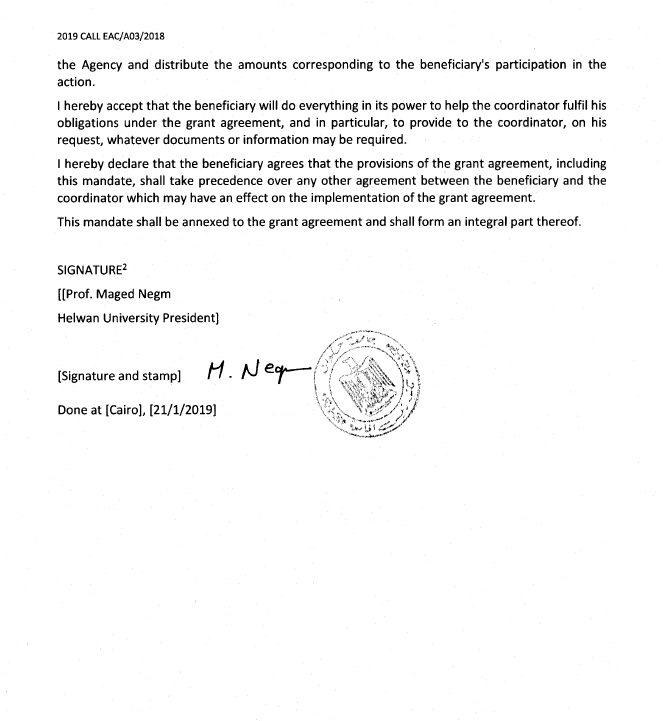 2019 CALL EAC/A03/2018
the Agency and distribute the amounts corresponding to the beneficiary's participation in the
action.
I hereby accept that the beneficiary will do everything in its power to help the coordinator fulfil his
obligations under the grant agreement, and in particular, to provide to the coordinator, on his
request, whatever documents or information may be required.
I hereby declare that the beneficiary agrees that the provisions of the grant agreement, including
this mandate, shall take precedence over any other agreement between the beneficiary and the
coordinator which may have an effect on the implementation of the grant agreement.
This mandate shall be annexed to the grant agreement and shall form an integral part thereof.
SIGNATURE²
[[Prof. Maged Negm
Helwan University President]
[Signature and stamp] M. Negm
Done at [Cairo], [21/1/2019]
جامعة حلوان